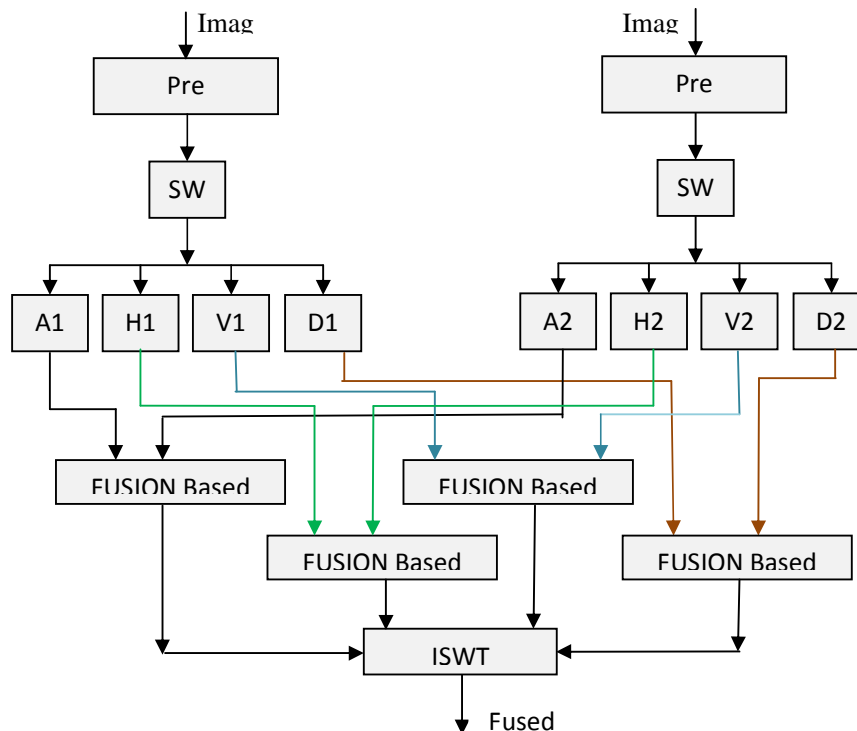 Imag
Imag
Pre
Pre
SW
SW
A1 H1 V1 D1
A2 H2 V2 D2
FUSION Based
FUSION Based
FUSION Based
FUSION Based
ISWT
Fused